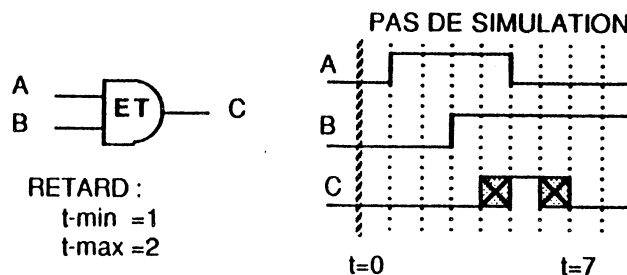 PAS DE SIMULATION
A
B
ET
C
RETARD :
t-min =1
t-max =2
A
B
C
t=0
t=7